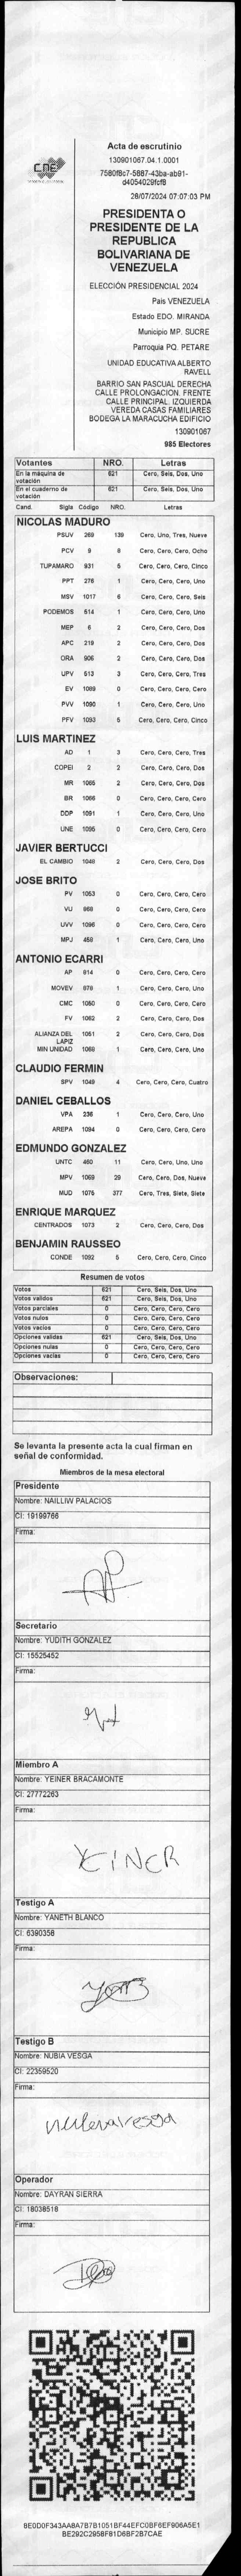 CNE
Acta de escrutinio
130901067.04.1.0001
7580f8c7-5687-43ba-ab91-
d4054029fcf8
28/07/2024 07:07:03 PM
PRESIDENTA O
PRESIDENTE DE LA
REPUBLICA
BOLIVARIANA DE
VENEZUELA
ELECCIÓN PRESIDENCIAL 2024
Pais VENEZUELA
Estado EDO. MIRANDA
Municipio MP. SUCRE
Parroquia PQ. PETARE
UNIDAD EDUCATIVA ALBERTO
RAVELL
BARRIO SAN PASCUAL DERECHA
CALLE PROLONGACION. FRENTE
CALLE PRINCIPAL. IZQUIERDA
VEREDA CASAS FAMILIARES
BODEGA LA MARACUCHA EDIFICIO
130901067
985 Electores
Votantes NRO. Letras
En la maquina de votación 621 Cero, Seis, Dos, Uno
En el cuaderno de votación 621 Cero, Seis, Dos, Uno
Cand. Sigla Código NRO. Letras
NICOLAS MADURO
PSUV 269 139 Cero, Uno, Tres, Nueve
PCV 9 8 Cero, Cero, Cero, Ocho
TUPAMARO 931 5 Cero, Cero, Cero, Cinco
PPT 276 1 Cero, Cero, Cero, Uno
MSV 1017 6 Cero, Cero, Cero, Seis
PODEMOS 514 1 Cero, Cero, Cero, Uno
MEP 6 2 Cero, Cero, Cero, Dos
APC 219 2 Cero, Cero, Cero, Dos
ORA 906 2 Cero, Cero, Cero, Dos
UPV 513 3 Cero, Cero, Cero, Tres
EV 1089 0 Cero, Cero, Cero, Cero
PVV 1090 1 Cero, Cero, Cero, Uno
PFV 1093 5 Cero, Cero, Cero, Cinco
LUIS MARTINEZ
AD 1 3 Cero, Cero, Cero, Tres
COPEI 2 2 Cero, Cero, Cero, Dos
MR 1065 2 Cero, Cero, Cero, Dos
BR 1066 0 Cero, Cero, Cero, Cero
DDP 1091 1 Cero, Cero, Cero, Uno
UNE 1095 0 Cero, Cero, Cero, Cero
JAVIER BERTUCCI
EL CAMBIO 1048 2 Cero, Cero, Cero, Dos
JOSE BRITO
PV 1053 0 Cero, Cero, Cero, Cero
VU 868 0 Cero, Cero, Cero, Cero
UVV 1096 0 Cero, Cero, Cero, Cero
MPJ 458 1 Cero, Cero, Cero, Uno
ANTONIO ECARRI
AP 914 0 Cero, Cero, Cero, Cero
MOVEV 679 1 Cero, Cero, Cero, Uno
CMC 1050 0 Cero, Cero, Cero, Cero
FV 1062 2 Cero, Cero, Cero, Dos
ALIANZA DEL LAPIZ 1051 2 Cero, Cero, Cero, Dos
MIN UNIDAD 1068 1 Cero, Cero, Cero, Uno
CLAUDIO FERMIN
SPV 1049 4 Cero, Cero, Cero, Cuatro
DANIEL CEBALLOS
VPA 236 1 Cero, Cero, Cero, Uno
AREPA 1094 0 Cero, Cero, Cero, Cero
EDMUNDO GONZALEZ
UNTC 460 11 Cero, Cero, Uno, Uno
MPV 1069 29 Cero, Cero, Dos, Nueve
MUD 1075 377 Cero, Tres, Siete, Siete
ENRIQUE MARQUEZ
CENTRADOS 1073 2 Cero, Cero, Cero, Dos
BENJAMIN RAUSSEO
CONDE 1092 5 Cero, Cero, Cero, Cinco
Resumen de votos
Votos 621 Cero, Seis, Dos, Uno
Votos validos 621 Cero, Seis, Dos, Uno
Votos parciales 0 Cero, Cero, Cero, Cero
Votos nulos 0 Cero, Cero, Cero, Cero
Votos vacios 0 Cero, Cero, Cero, Cero
Opciones validas 621 Cero, Seis, Dos, Uno
Opciones nulas 0 Cero, Cero, Cero, Cero
Opciones vacias 0 Cero, Cero, Cero, Cero
Observaciones:
Se levanta la presente acta la cual firman en
señal de conformidad.
Miembros de la mesa electoral
Presidente
Nombre: NAILLIW PALACIOS
CI: 19199766
Firma:
Secretario
Nombre: YUDITH GONZALEZ
CI: 15525452
Firma:
Miembro A
Nombre: YEINER BRACAMONTE
CI: 27772263
Firma:
YEINER
Testigo A
Nombre: YANETH BLANCO
CI: 6390358
Firma:
Testigo B
Nombre: NUBIA VESGA
CI: 22359520
Firma:
Operador
Nombre: DAYRAN SIERRA
CI: 18038518
Firma:
8E0D0F343AA8A7B7B1051BF44EFC0BF6EF906A5E1
BE292C295BF81D6BF2B7CAE